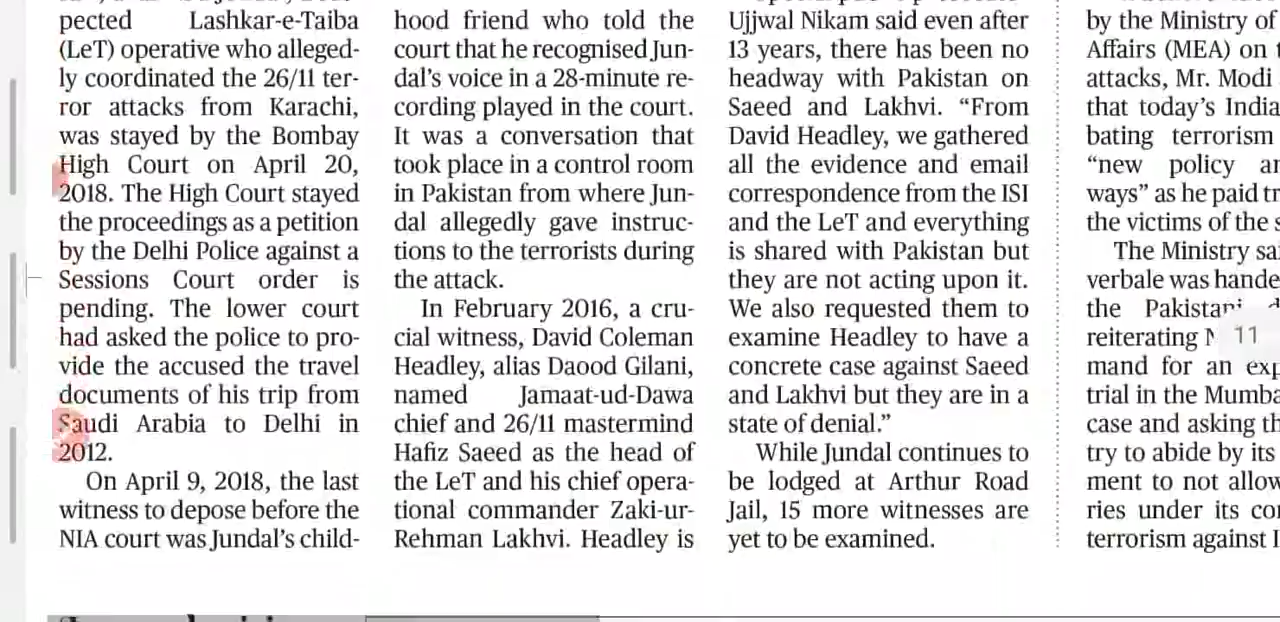 pected Lashkar-e-Taiba
(LeT) operative who alleged-
ly coordinated the 26/11 ter-
ror attacks from Karachi,
was stayed by the Bombay
High Court on April 20,
2018. The High Court stayed
the proceedings as a petition
by the Delhi Police against a
Sessions Court order is
pending. The lower court
had asked the police to pro-
vide the accused the travel
documents of his trip from
Saudi Arabia to Delhi in
2012.
On April 9, 2018, the last
witness to depose before the
NIA court was Jundal’s child-
hood friend who told the
court that he recognised Jun-
dal’s voice in a 28-minute re-
cording played in the court.
It was a conversation that
took place in a control room
in Pakistan from where Jun-
dal allegedly gave instruc-
tions to the terrorists during
the attack.
In February 2016, a cru-
cial witness, David Coleman
Headley, alias Daood Gilani,
named Jamaat-ud-Dawa
chief and 26/11 mastermind
Hafiz Saeed as the head of
the LeT and his chief opera-
tional commander Zaki-ur-
Rehman Lakhvi. Headley is
Ujjwal Nikam said even after
13 years, there has been no
headway with Pakistan on
Saeed and Lakhvi. “From
David Headley, we gathered
all the evidence and email
correspondence from the ISI
and the LeT and everything
is shared with Pakistan but
they are not acting upon it.
We also requested them to
examine Headley to have a
concrete case against Saeed
and Lakhvi but they are in a
state of denial.”
While Jundal continues to
be lodged at Arthur Road
Jail, 15 more witnesses are
yet to be examined.
by the Ministry of
Affairs (MEA) on
attacks, Mr. Modi
that today’s India
bating terrorism
“new policy
ways” as he paid
the victims of the
The Ministry
verbale was
the
reiterating
mand for an
trial in the
case and asking
try to abide by its
ment to not allow
ries under its
terrorism against
11